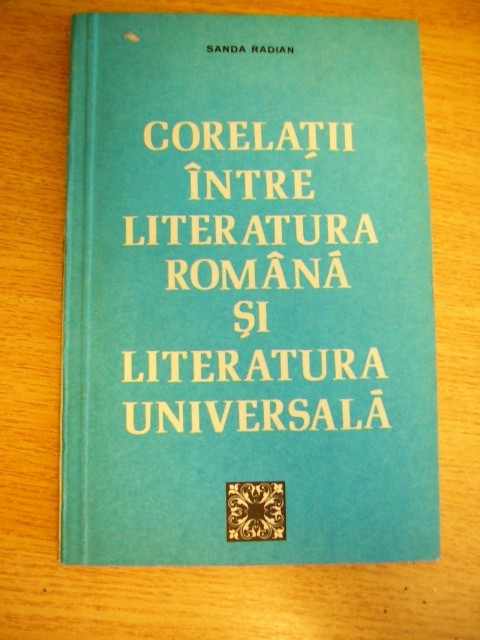 SANDA RADIAN
CORELAȚII
ÎNTRE
LITERATURA
ROMÂNĂ
ȘI
LITERATURA
UNIVERSALĂ